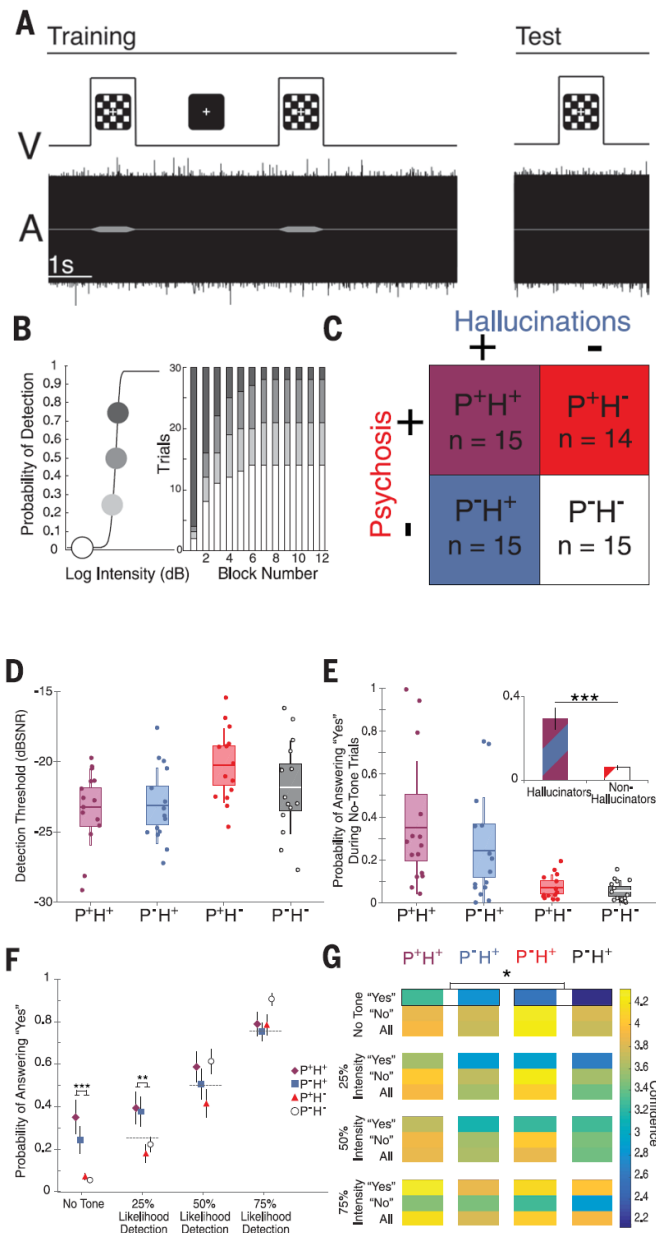 A
Training
Test
V
A
1s
B
Probability of Detection
1
0.9
0.8
0.7
0.6
0.5
0.4
0.3
0.2
0.1
0
Log Intensity (dB)
Trials
30
20
10
0
2 4 6 8 10 12
Block Number
C
Hallucinations
+ -
Psychosis
+
-
P+H+
n = 15
P+H-
n = 14
P-H+
n = 15
P-H-
n = 15
D
Detection Threshold (dBSNR)
-15
-20
-25
-30
P+H+ P-H+ P+H- P-H-
E
Probability of Answering "Yes"
During No-Tone Trials
1
0.8
0.6
0.4
0.2
0
P+H+ P-H+ P+H- P-H-
0.4
0
***
Hallucinators
Non-
Hallucinators
F
Probability of Answering "Yes"
1
0.8
0.6
0.4
0.2
0
***
**
P+H+
P-H+
P+H-
P-H-
No Tone
25%
Likelihood
Detection
50%
Likelihood
Detection
75%
Likelihood
Detection
G
P+H+ P-H+ P-H+ P-H+
*
No Tone
"Yes"
"No"
All
25%
Intensity
"Yes"
"No"
All
50%
Intensity
"Yes"
"No"
All
75%
Intensity
"Yes"
"No"
All
4.2
4
3.8
3.6
3.4
3.2
3
2.8
2.6
2.4
2.2
Confidence